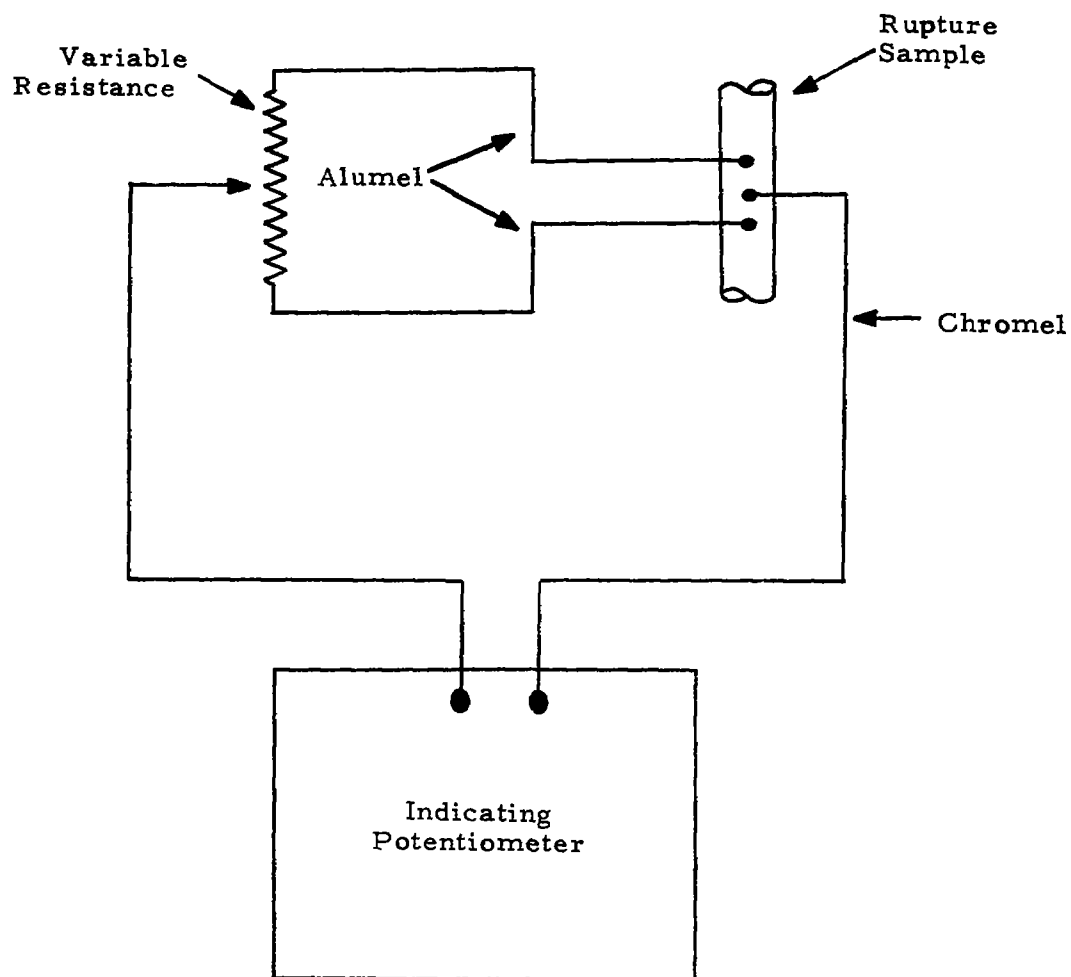 Rupture
Sample
Variable
Resistance
Alumel
Chromel
Indicating
Potentiometer